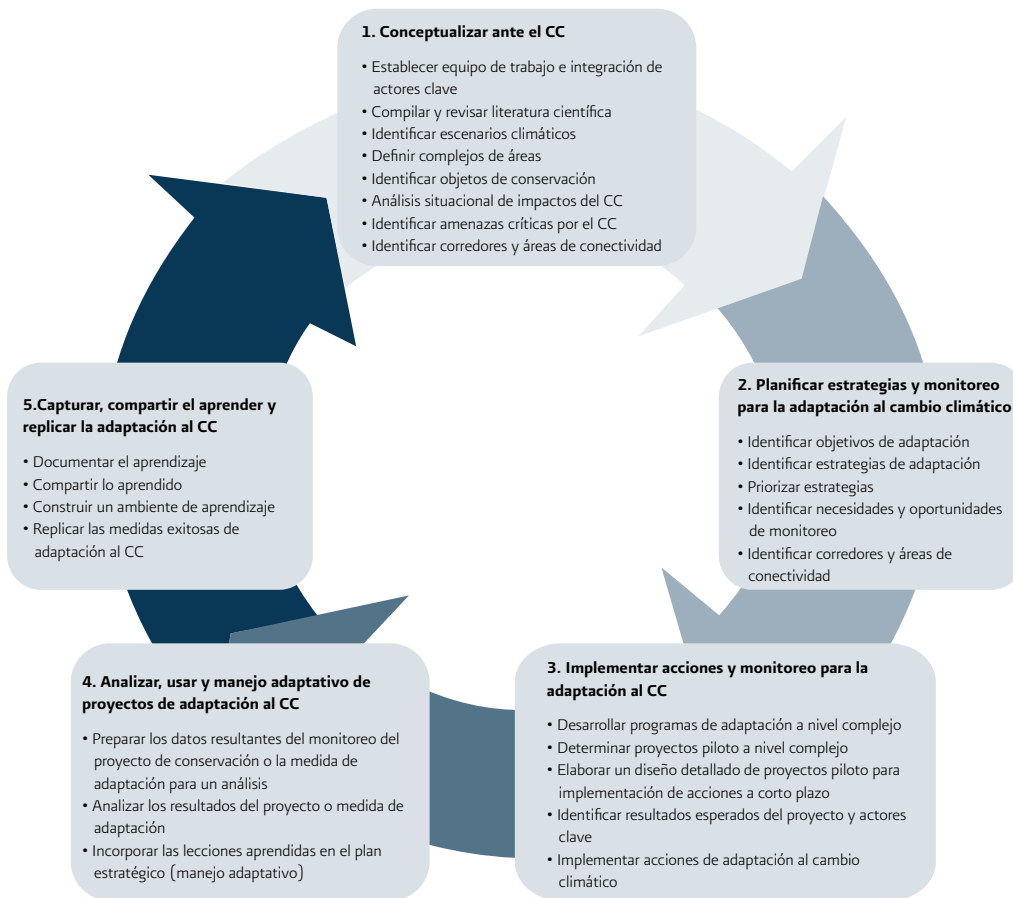 1. Conceptualizar ante el CC
• Establecer equipo de trabajo e integración de
actores clave
• Compilar y revisar literatura científica
• Identificar escenarios climáticos
• Definir complejos de áreas
• Identificar objetos de conservación
• Análisis situacional de impactos del CC
• Identificar amenazas críticas por el CC
• Identificar corredores y áreas de conectividad
2. Planificar estrategias y monitoreo
para la adaptación al cambio climático
• Identificar objetivos de adaptación
• Identificar estrategias de adaptación
• Priorizar estrategias
• Identificar necesidades y oportunidades
de monitoreo
• Identificar corredores y áreas de
conectividad
3. Implementar acciones y monitoreo para la
adaptación al CC
• Desarrollar programas de adaptación a nivel complejo
• Determinar proyectos piloto a nivel complejo
• Elaborar un diseño detallado de proyectos piloto para
implementación de acciones a corto plazo
• Identificar resultados esperados del proyecto y actores
clave
• Implementar acciones de adaptación al cambio
climático
4. Analizar, usar y manejo adaptativo de
proyectos de adaptación al CC
• Preparar los datos resultantes del monitoreo del
proyecto de conservación o la medida de
adaptación para un análisis
• Analizar los resultados del proyecto o medida de
adaptación
• Incorporar las lecciones aprendidas en el plan
estratégico (manejo adaptativo)
5.Capturar, compartir el aprender y
replicar la adaptación al CC
• Documentar el aprendizaje
• Compartir lo aprendido
• Construir un ambiente de aprendizaje
• Replicar las medidas exitosas de
adaptación al CC